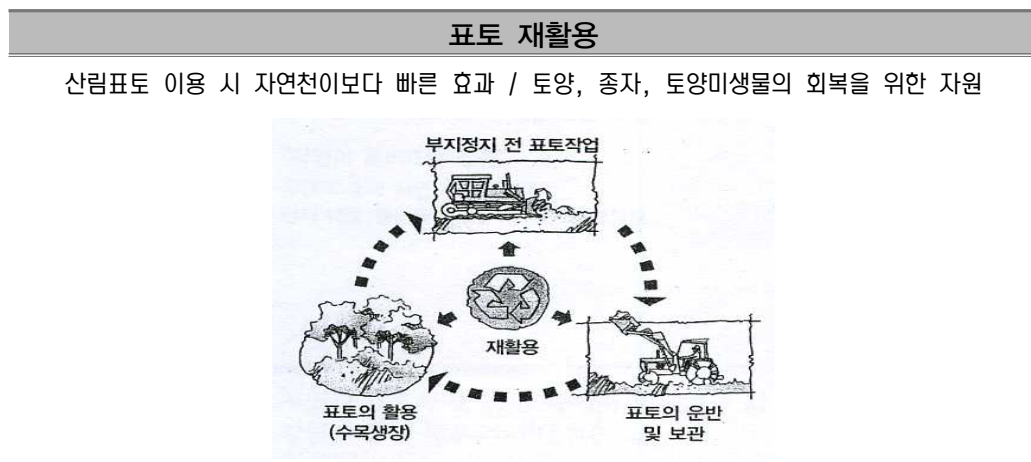 표토 재활용
산림표토 이용 시 자연천이보다 빠른 효과 / 토양, 종자, 토양미생물의 회복을 위한 자원
부지정지 전 표토작업
재활용
표토의 활용
(수목생장)
표토의 운반
및 보관